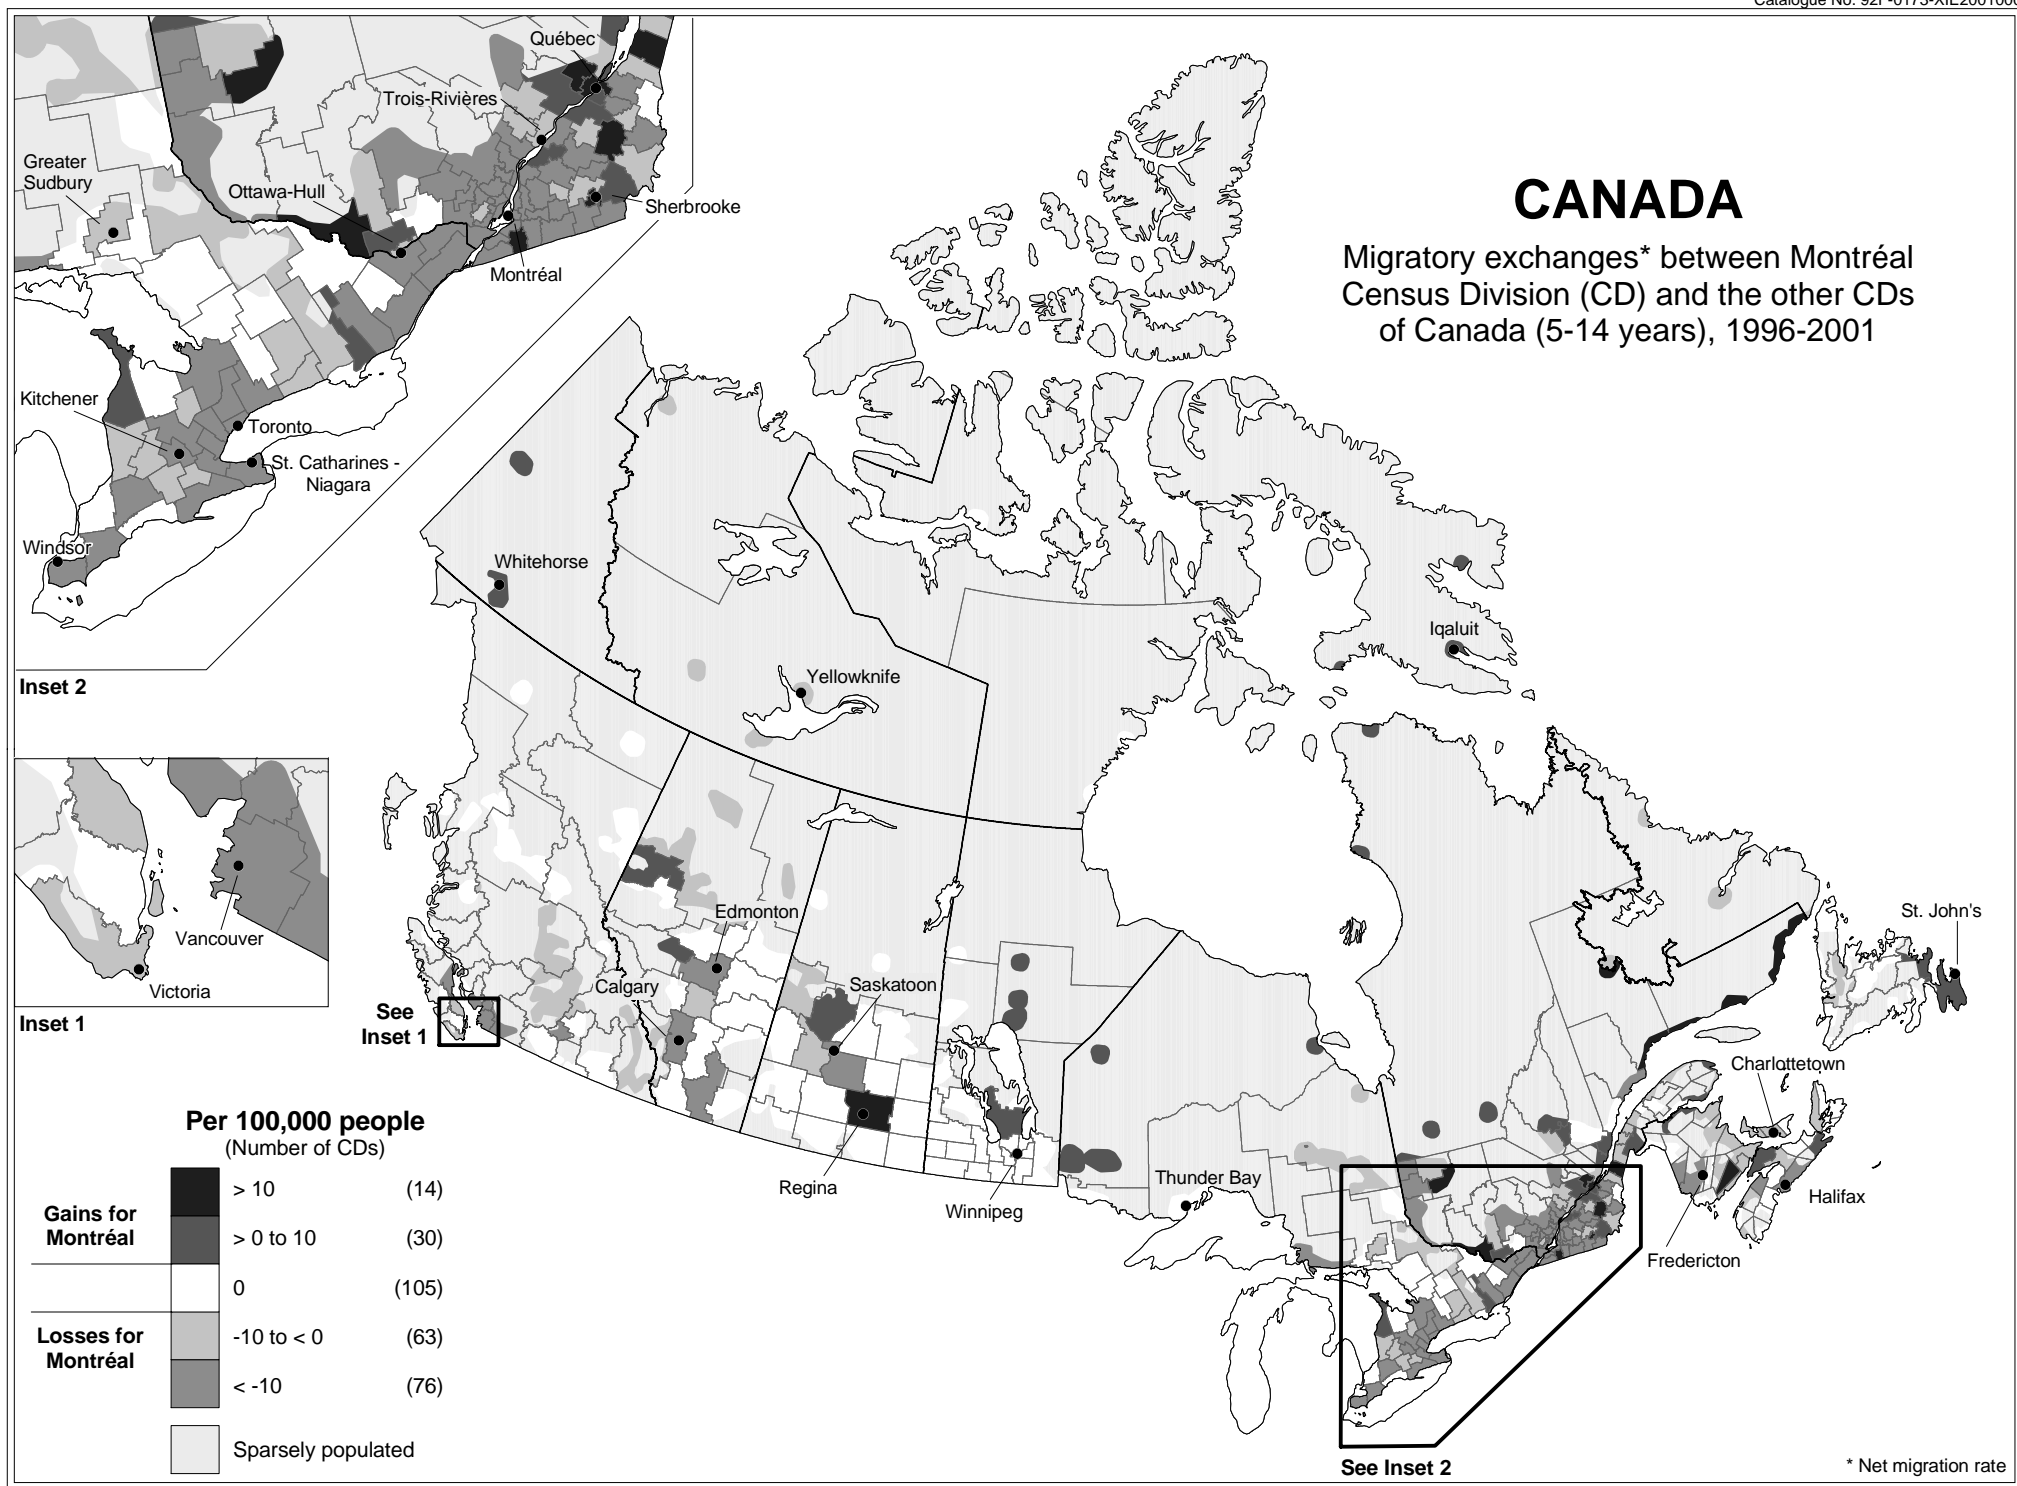 CANADA
Migratory exchanges* between Montréal
Census Division (CD) and the other CDs
of Canada (5-14 years), 1996-2001
Québec
Trois-Rivières
Greater
Sudbury
Ottawa-Hull
Sherbrooke
Montréal
Kitchener
Toronto
St. Catharines -
Niagara
Windsor
Inset 2
Whitehorse
Yellowknife
Iqaluit
Vancouver
Victoria
Inset 1
See
Inset 1
Edmonton
Calgary
Saskatoon
Regina
Winnipeg
Thunder Bay
St. John's
Charlottetown
Halifax
Fredericton
See Inset 2
Per 100,000 people
(Number of CDs)
Gains for
Montréal
> 10 (14)
> 0 to 10 (30)
0 (105)
Losses for
Montréal
-10 to < 0 (63)
< -10 (76)
Sparsely populated
* Net migration rate